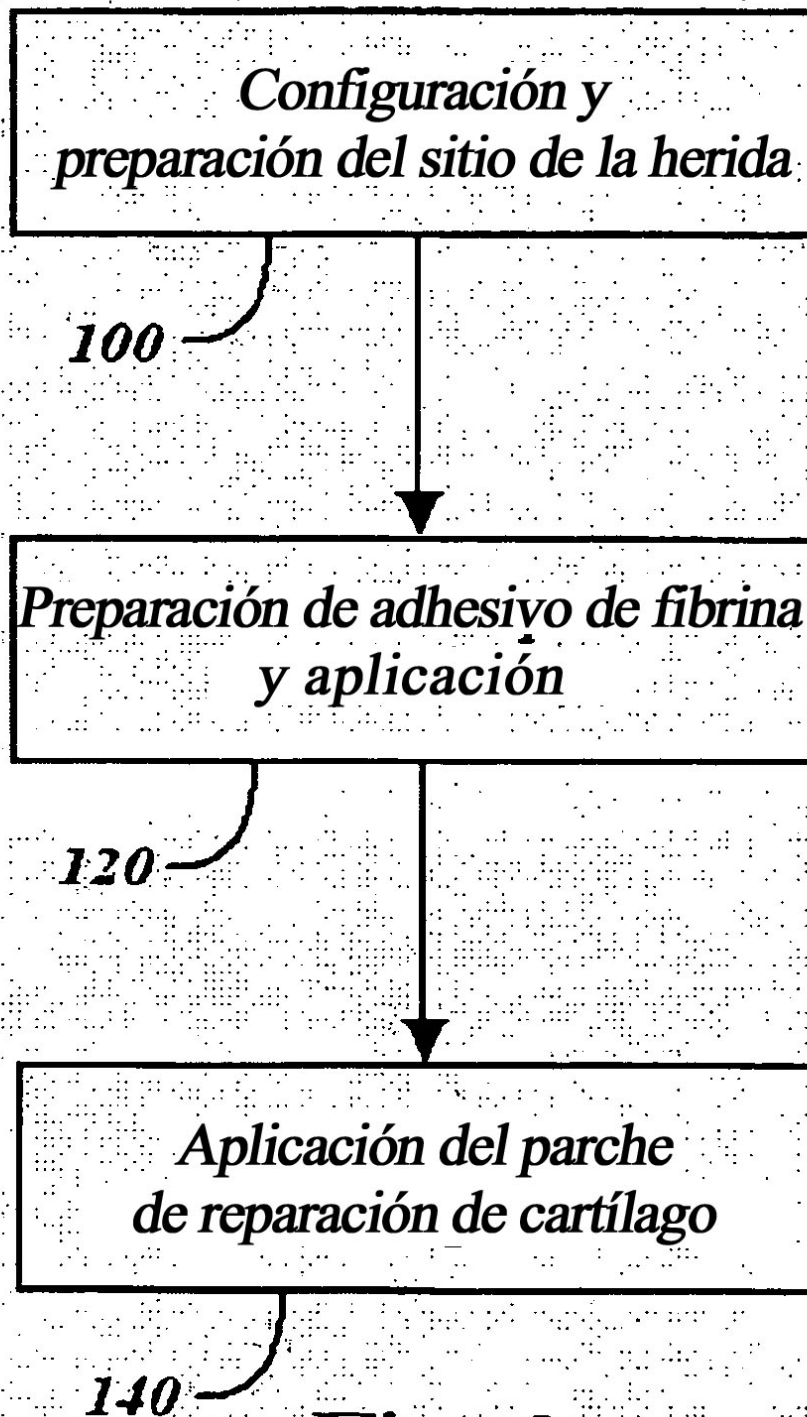 Configuración y
preparación del sitio de la herida
100
Preparación de adhesivo de fibrina
y aplicación
120
Aplicación del parche
de reparación de cartílago
140